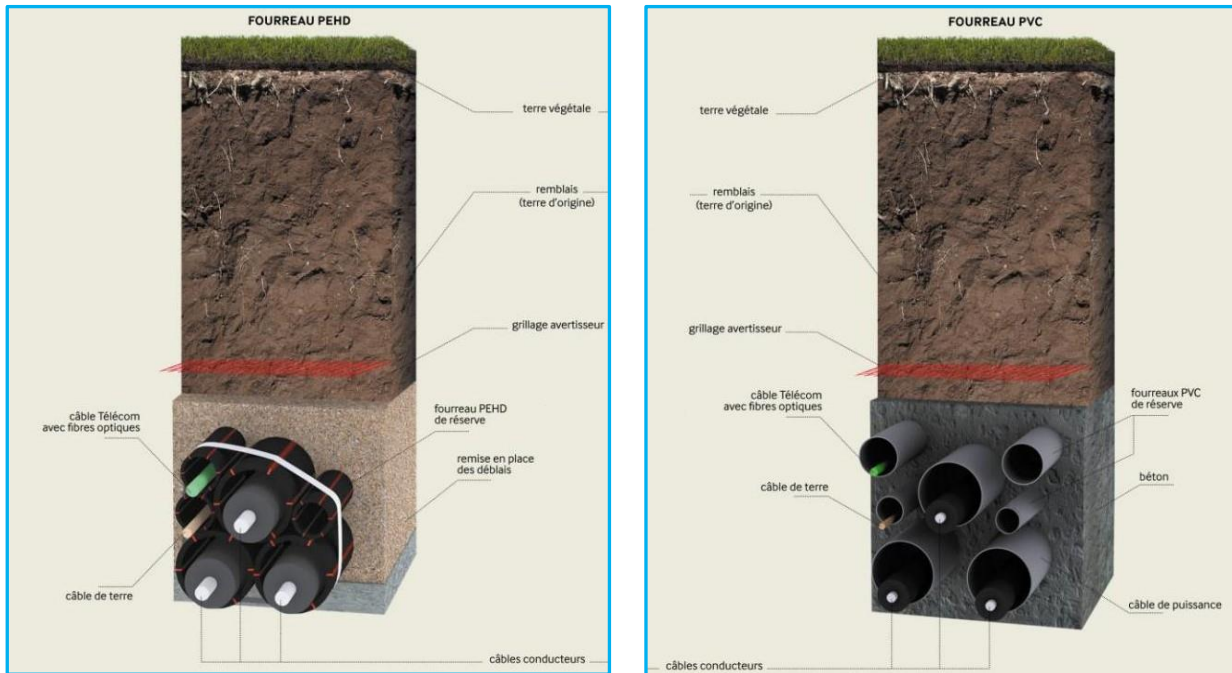 FOURREAU PEHD
terre végétale
remblais
(terre d'origine)
grillage avertisseur
câble Télécom
avec fibres optiques
fourreau PEHD
de réserve
remise en place
des déblais
câble de terre
câbles conducteurs
FOURREAU PVC
terre végétale
remblais
(terre d'origine)
grillage avertisseur
câble Télécom
avec fibres optiques
fourreaux PVC
de réserve
béton
câble de terre
câble de puissance
câbles conducteurs